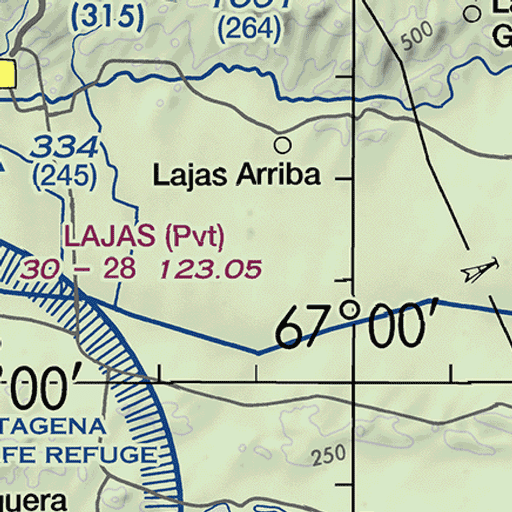 (315)
(264)
500
334
(245)
Lajas Arriba
LAJAS (Pvt)
30 – 28 123.05
67°00′
°00′
TAGENA
FE REFUGE
250
guera